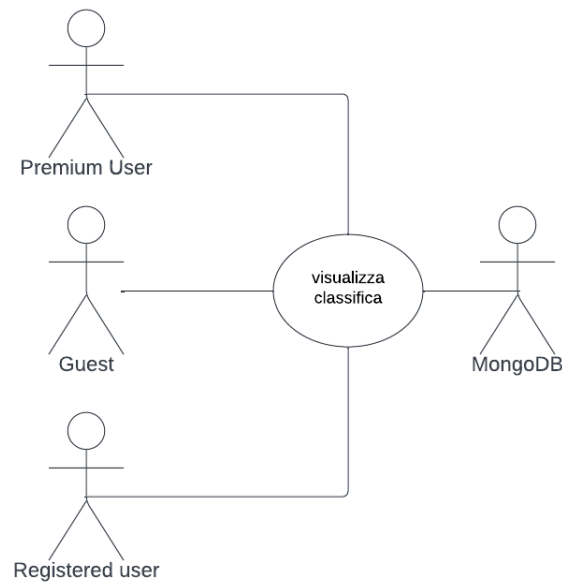 Premium User
visualizza
classifica
Guest
MongoDB
Registered user